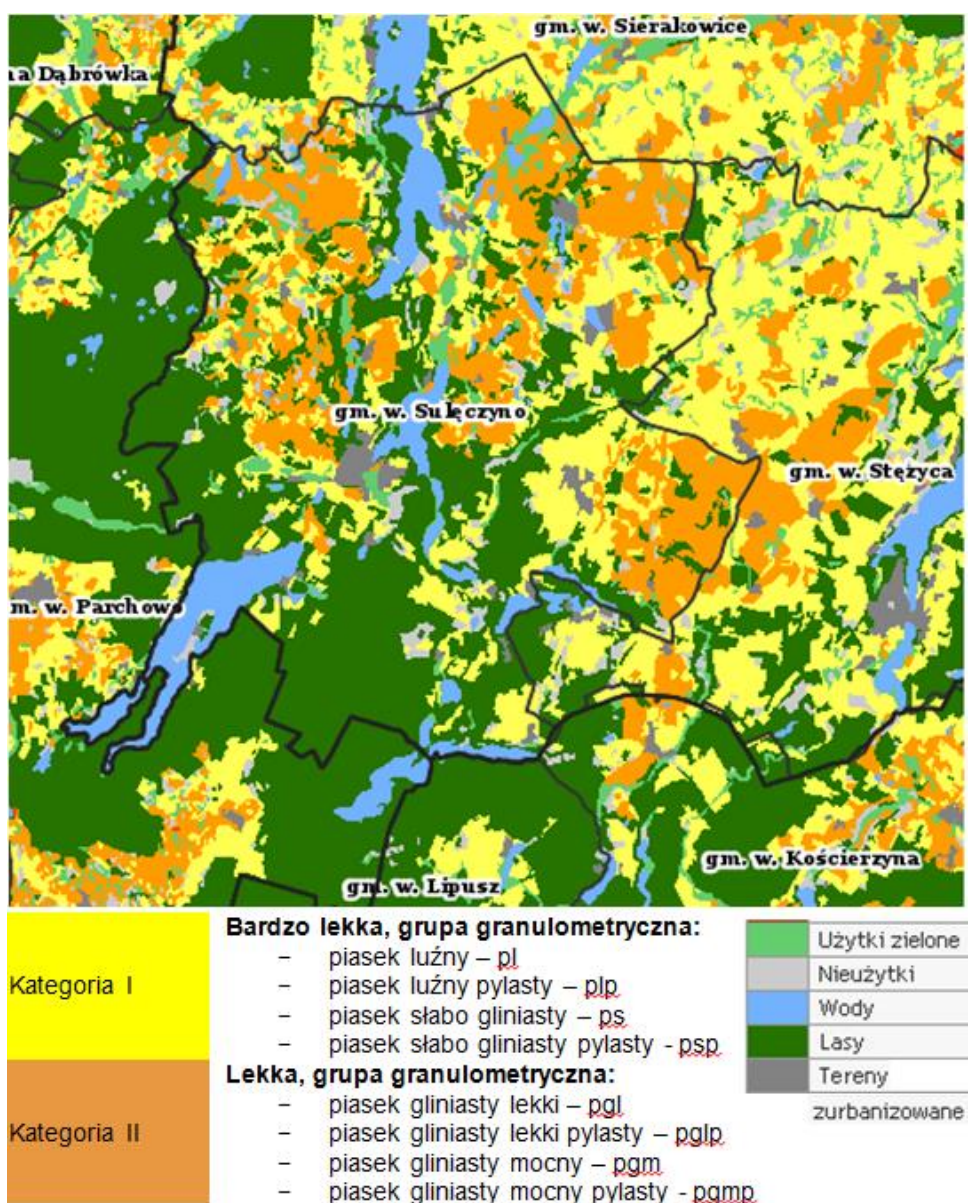 gm. w. Sierakowice
na Dąbrówka
gm. w. Sulęczyno
gm. w. Stężyca
m. w. Parchowo
gm. w. Kościerzyna
gm. w. Lipusz
Kategoria I
Bardzo lekka, grupa granulometryczna:
- piasek luźny – pl
- piasek luźny pylasty – plp
- piasek słabo gliniasty – ps
- piasek słabo gliniasty pylasty - psp
Kategoria II
Lekka, grupa granulometryczna:
- piasek gliniasty lekki – pgl
- piasek gliniasty lekki pylasty – pglp
- piasek gliniasty mocny – pgm
- piasek gliniasty mocny pylasty - pgmp
Użytki zielone
Nieużytki
Wody
Lasy
Tereny
zurbanizowane